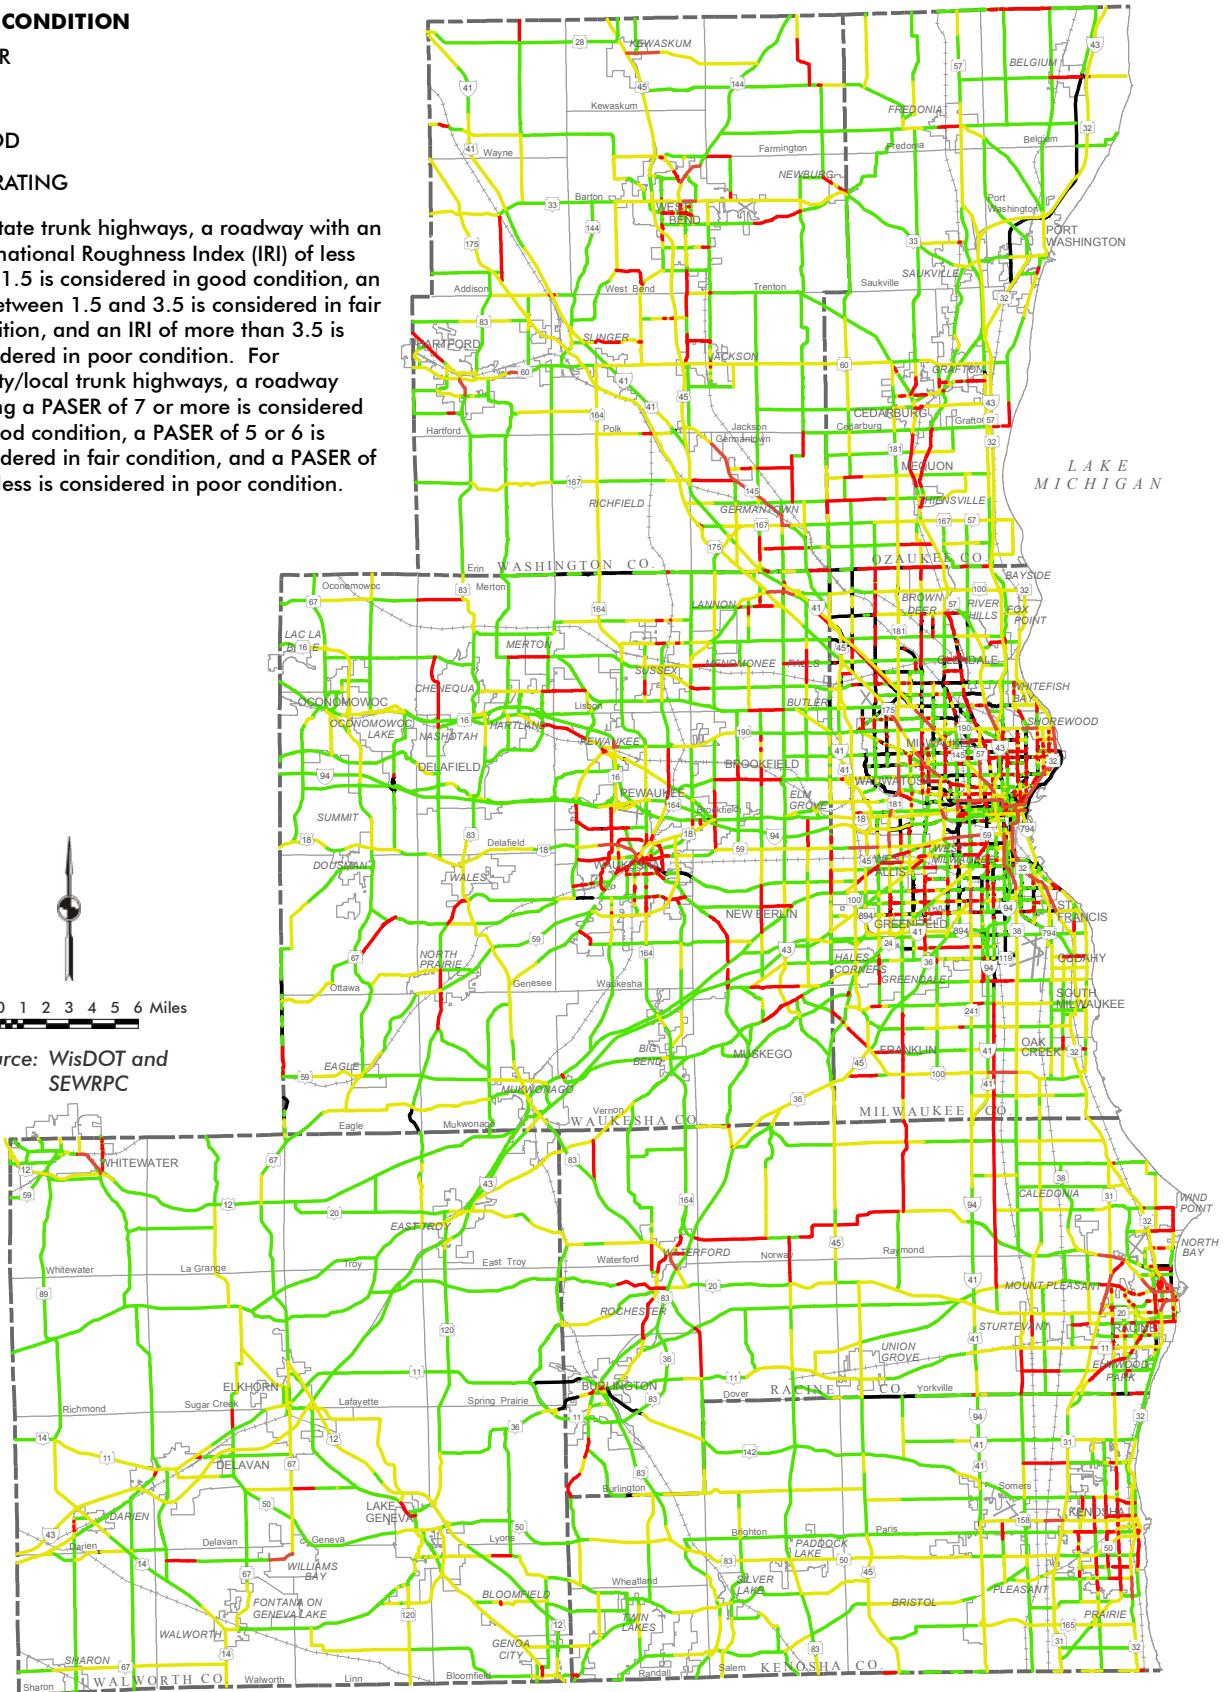 CONDITION
R
OD
RATING
tate trunk highways, a roadway with an
national Roughness Index (IRI) of less
1.5 is considered in good condition, an
etween 1.5 and 3.5 is considered in fair
ition, and an IRI of more than 3.5 is
dered in poor condition. For
ty/local trunk highways, a roadway
ng a PASER of 7 or more is considered
ood condition, a PASER of 5 or 6 is
dered in fair condition, and a PASER of
less is considered in poor condition.
0 1 2 3 4 5 6 Miles
rce: WisDOT and
SEWRPC
KEWASKUM
Kewaskum
BELGIUM
FREDONIA
Fredonia
Belgium
Wayne
Farmington
NEWBURG
Barton
WEST
BEND
Port
Washington
PORT
WASHINGTON
SAUKVILLE
Saukville
Addison
West Bend
Trenton
HARTFORD
SLINGER
JACKSON
GRAFTON
CEDARBURG
Cedarburg
Grafton
Hartford
Polk
Jackson
Germantown
MEQUON
LAKE
MICHIGAN
RICHFIELD
GERMANTOWN
THIENSVILLE
Erin
WASHINGTON CO.
OZAUKEE CO.
Oconomowoc
Merton
LANNON
BAYSIDE
BROWN
DEER
RIVER
HILLS
FOX
POINT
LAC LA
MERTON
SUSSEX
MENOMONEE FALLS
GLENDALE
CHENEQUA
WHITEFISH
BAY
OCONOMOWOC
Lisbon
BUTLER
OCONOMOWOC
LAKE
NASHOTAH
HARTLAND
SHOREWOOD
PEWAUKEE
MILWAUKEE
DELAFIELD
BROOKFIELD
WAUWATOSA
PEWAUKEE
ELM
GROVE
Brookfield
SUMMIT
Delafield
DOUSMAN
WALES
WAUKESHA
WEST
ALLIS
WEST
MILWAUKEE
NEW BERLIN
GREENFIELD
ST.
FRANCIS
NORTH
PRAIRIE
HALES
CORNERS
GREENDALE
CUDAHY
Ottawa
Genesee
Waukesha
SOUTH
MILWAUKEE
EAGLE
BIG
BEND
MUSKEGO
FRANKLIN
OAK
CREEK
MUKWONAGO
Eagle
Mukwonago
Vernon
WAUKESHA CO.
MILWAUKEE CO.
WHITEWATER
CALEDONIA
WIND
POINT
EAST TROY
NORTH
BAY
Whitewater
La Grange
Troy
East Troy
Waterford
WATERFORD
Norway
Raymond
ROCHESTER
MOUNT PLEASANT
STURTEVANT
RACINE
UNION
GROVE
ELMWOOD
PARK
ELKHORN
BURLINGTON
Dover
RACINE CO.
Yorkville
Richmond
Sugar Creek
Lafayette
Spring Prairie
DELAVAN
Burlington
Somers
DARIEN
LAKE
GENEVA
KENOSHA
Darien
Delavan
Geneva
Lyons
Brighton
PADDOCK
LAKE
Paris
WILLIAMS
BAY
Wheatland
SILVER
LAKE
PLEASANT
PRAIRIE
FONTANA ON
GENEVA LAKE
BLOOMFIELD
BRISTOL
TWIN
LAKES
WALWORTH
GENOA
CITY
SHARON
Sharon
WALWORTH CO.
Walworth
Linn
Bloomfield
Randall
Salem
KENOSHA CO.